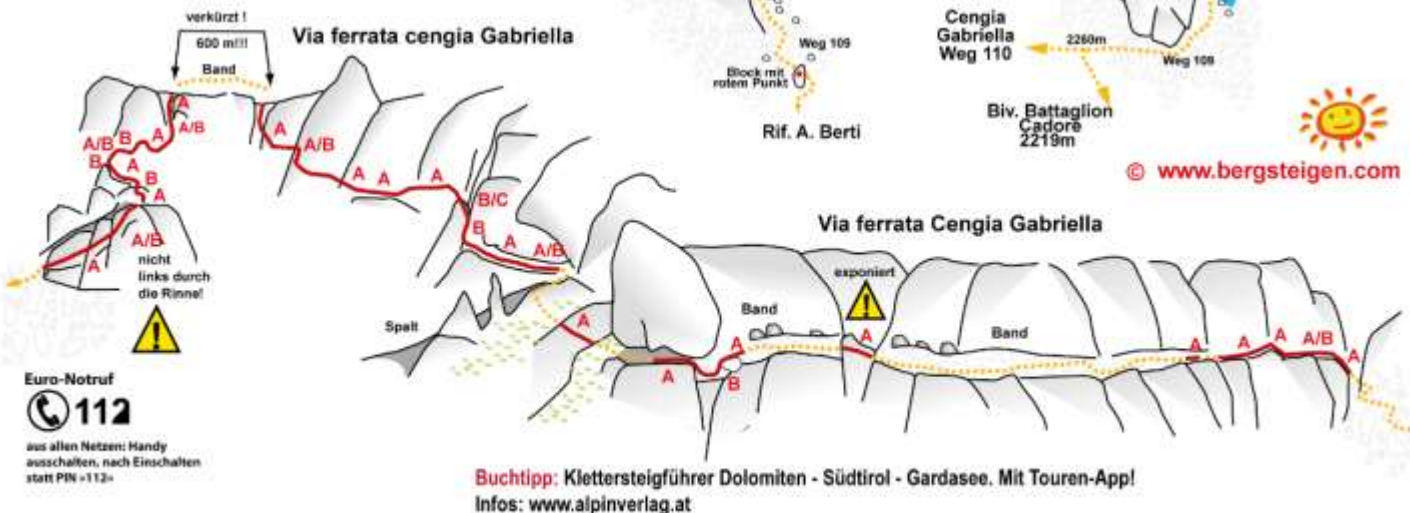 verkürzt !
600 m!!!
Band
Via ferrata cengia Gabriella
Weg 109
Block mit
rotem Punkt
Rif. A. Berti
Cengia
Gabriella
Weg 110
2260m
Weg 109
Biv. Battaglion
Cadore
2219m
© www.bergsteigen.com
A
A/B
A
B
A/B
B
A
B
A
A/B
A
nicht
links durch
die Rinne!
A
A/B
A
A
A
B/C
B
A
A/B
Spalt
Via ferrata Cengia Gabriella
exponiert
Band
Band
A
A
B
A
A
A
A
A
A/B
A
Euro-Notruf
112
aus allen Netzen: Handy
ausschalten, nach Einschalten
statt PIN »112«
Buchtipp: Klettersteigführer Dolomiten - Südtirol - Gardasee. Mit Touren-App!
Infos: www.alpinverlag.at